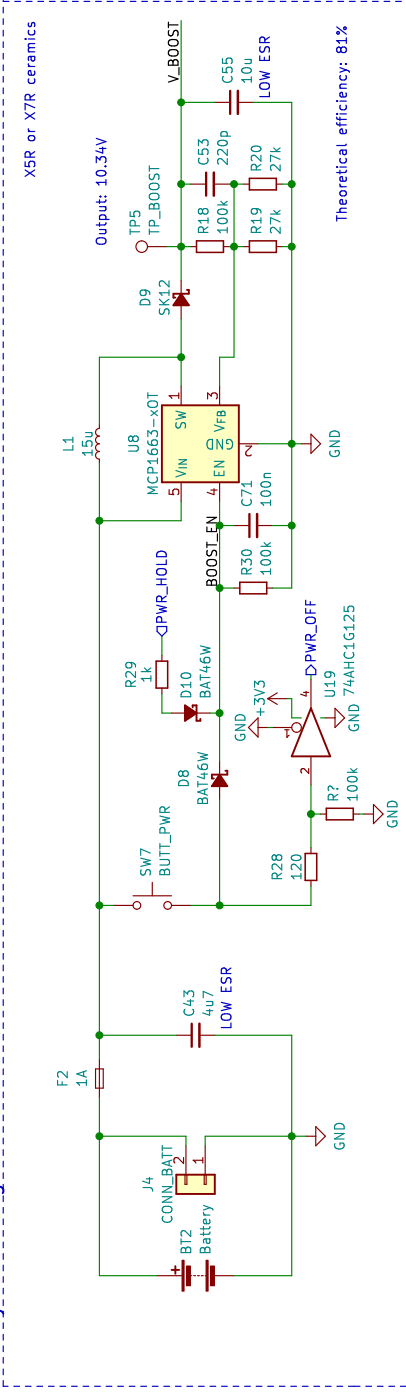 X5R or X7R ceramics
Output: 10.34V
Theoretical efficiency: 81%
V_BOOST
C55
10u
LOW ESR
C53
220p
R20
27k
TP5
TP_BOOST
R18
100k
R19
27k
D9
SK12
L1
15u
U8
MCP1663-xOT
SW
1
VFB
3
GND
2
VIN
5
EN
4
GND
C71
100n
BOOST_EN
R30
100k
PWR_HOLD
R29
1k
D10
BAT46W
D8
BAT46W
PWR_OFF
U19
74AHC1G125
+3V3
GND
1
4
2
GND
R?
100k
GND
R28
120
SW7
BUTT_PWR
C43
4u7
LOW ESR
F2
1A
J4
CONN_BATT
2
1
GND
BT2
Battery
+